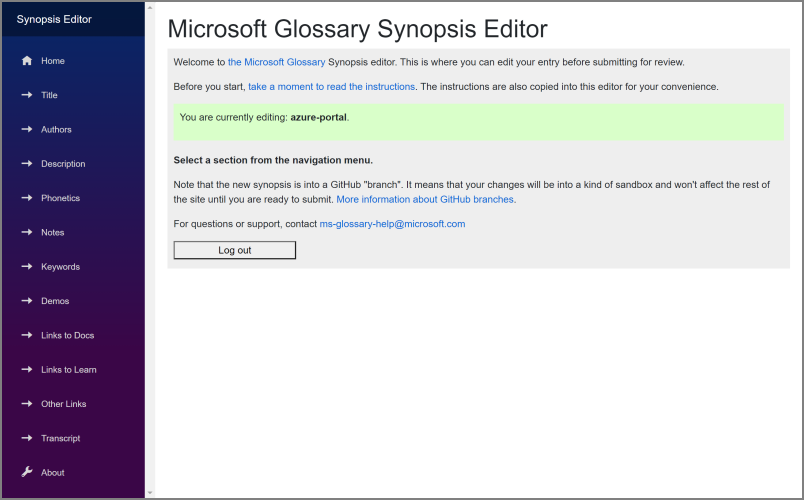 Synopsis Editor
Home
Title
Authors
Description
Phonetics
Notes
Keywords
Demos
Links to Docs
Links to Learn
Other Links
Transcript
About
Microsoft Glossary Synopsis Editor
Welcome to the Microsoft Glossary Synopsis editor. This is where you can edit your entry before submitting for review.
Before you start, take a moment to read the instructions. The instructions are also copied into this editor for your convenience.
You are currently editing: azure-portal.
Select a section from the navigation menu.
Note that the new synopsis is into a GitHub "branch". It means that your changes will be into a kind of sandbox and won't affect the rest of
the site until you are ready to submit. More information about GitHub branches.
For questions or support, contact ms-glossary-help@microsoft.com
Log out